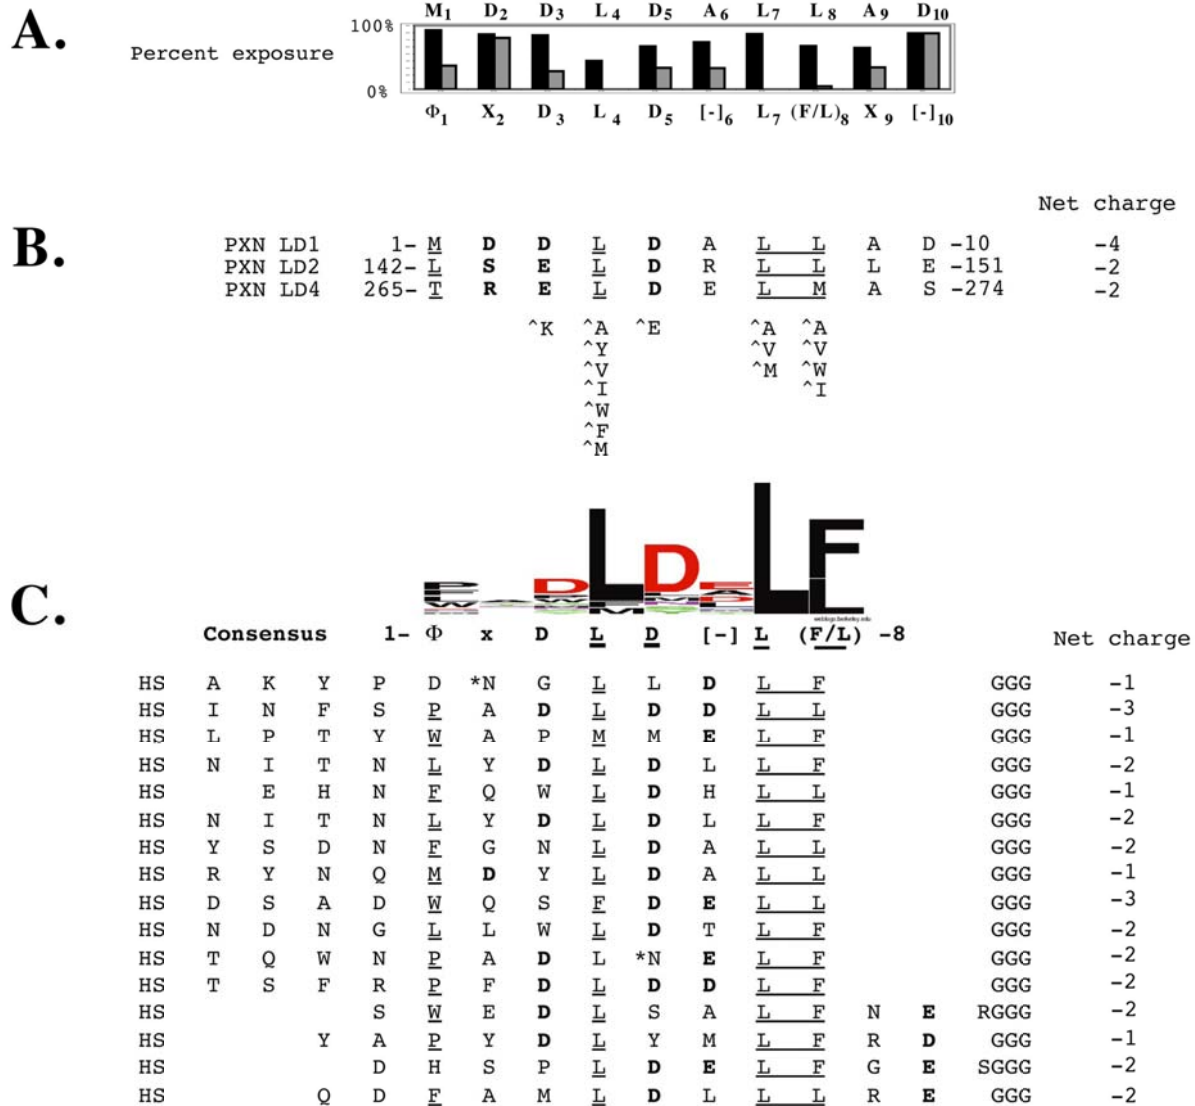 A.
M1 D2 D3 L4 D5 A6 L7 L8 A9 D10
100%
Percent exposure
0%
Φ1 X2 D3 L4 D5 [-]6 L7 (F/L)8 X9 [-]10
Net charge
B.
PXN LD1 1- M D D L D A L L A D -10 -4
PXN LD2 142- L S E L D R L L L E -151 -2
PXN LD4 265- T R E L D E L M A S -274 -2
^K ^A ^E ^A ^A
^Y ^V ^V
^V ^M ^W
^I ^I
^W
^F
^M
C.
weblogo.berkeley.edu
Consensus 1- Φ x D L D [-] L (F/L) -8 Net charge
HS A K Y P D *N G L L D L F GGG -1
HS I N F S P A D L D D L L GGG -3
HS L P T Y W A P M M E L F GGG -1
HS N I T N L Y D L D L L F GGG -2
HS E H N F Q W L D H L L GGG -1
HS N I T N L Y D L D L L F GGG -2
HS Y S D N F G N L D A L L GGG -2
HS R Y N Q M D Y L D A L L GGG -1
HS D S A D W Q S F D E L L GGG -3
HS N D N G L L W L D T L F GGG -2
HS T Q W N P A D L *N E L F GGG -2
HS T S F R P F D L D D L F GGG -2
HS S W E D L S A L F N E RGGG -2
HS Y A P Y D L Y M L F R D GGG -1
HS D H S P L D E L F G E SGGG -2
HS Q D F A M L D L L L R E GGG -2